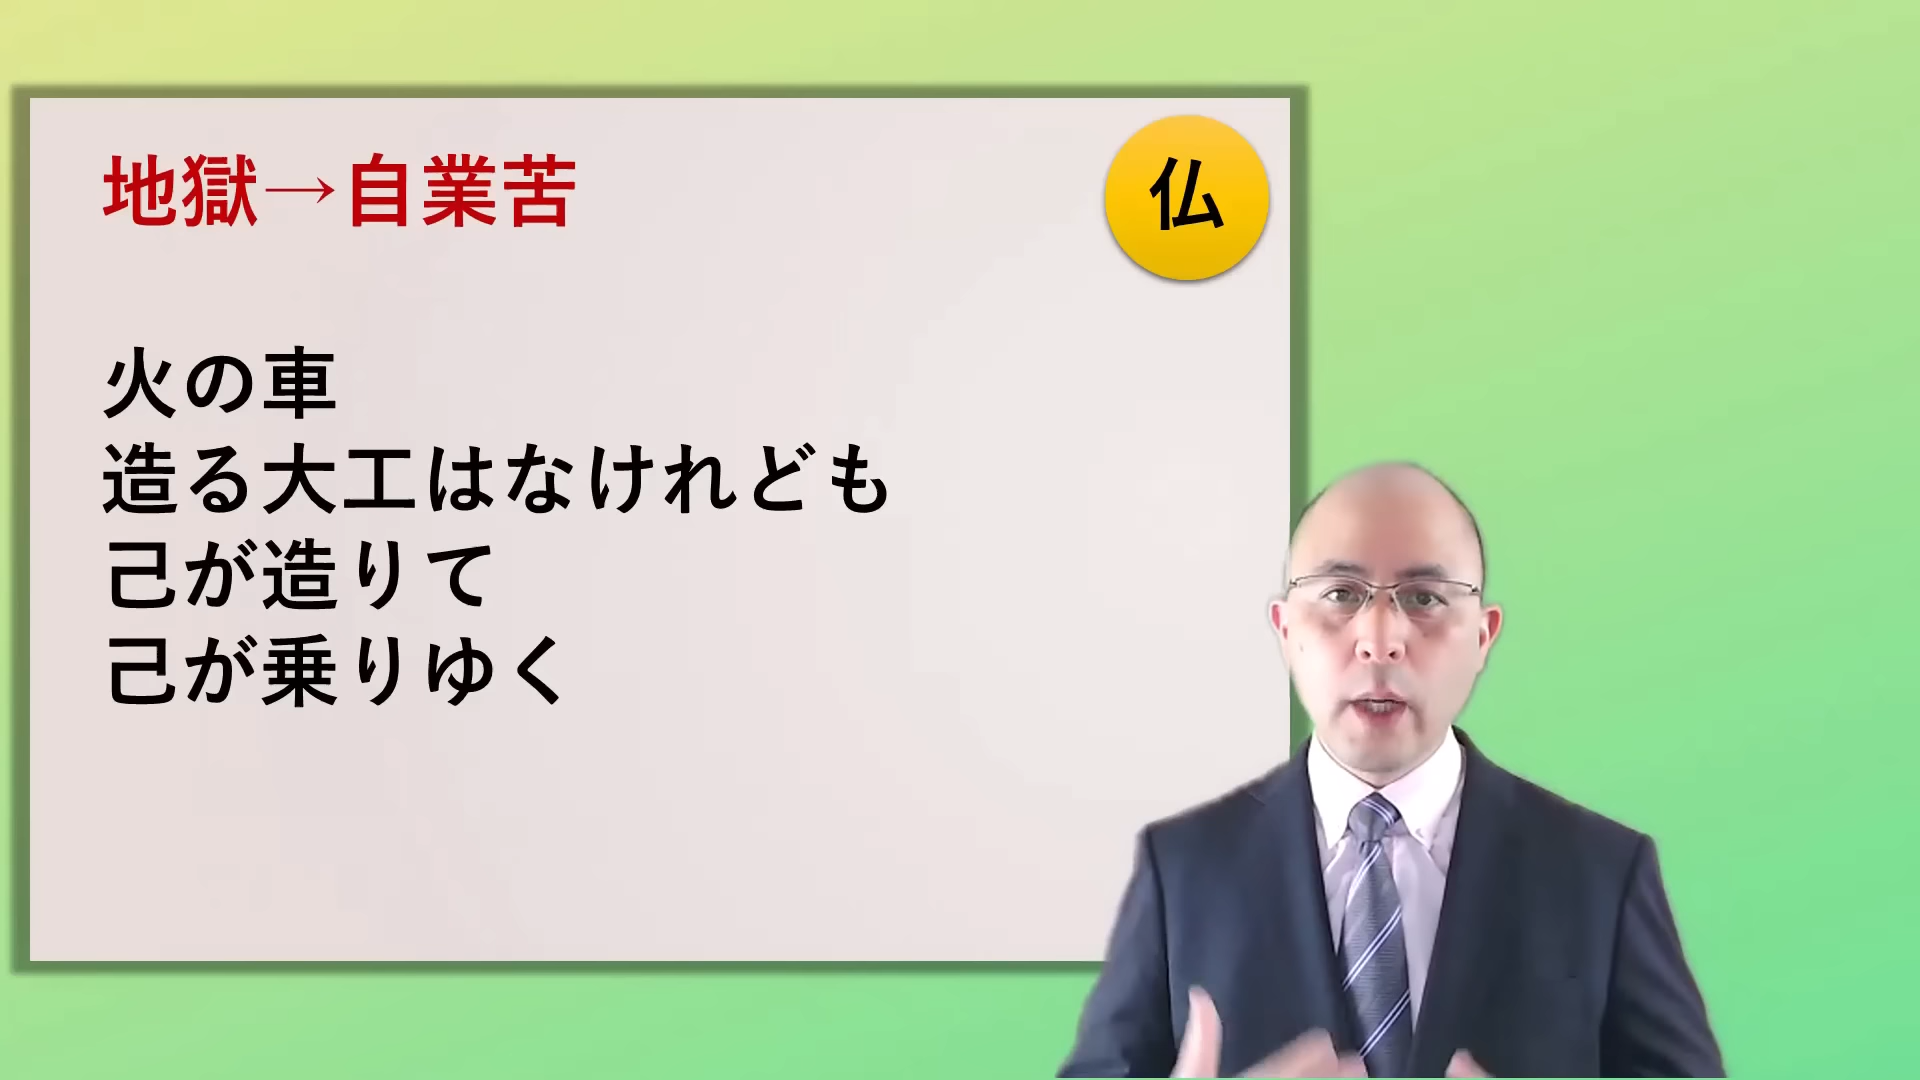 地獄→自業苦
仏
火の車
造る大工はなけれども
己が造りて
己が乗りゆく